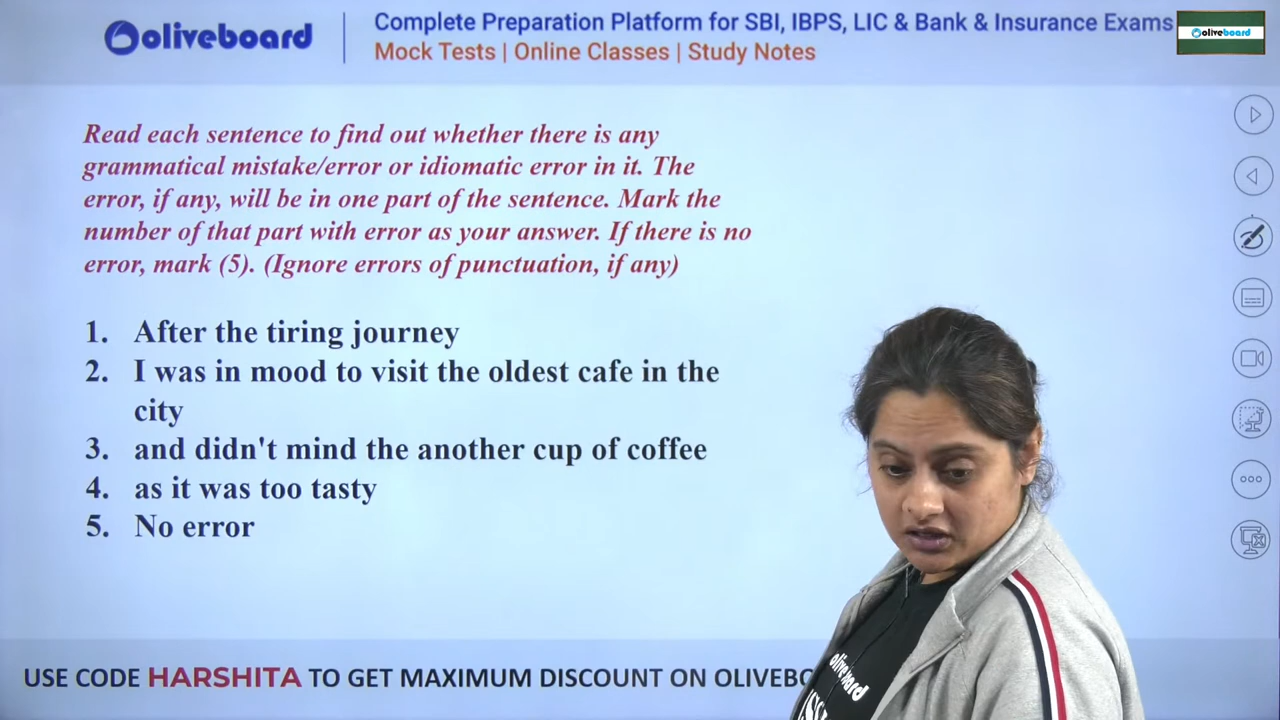 oliveboard
Complete Preparation Platform for SBI, IBPS, LIC & Bank & Insurance Exams
Mock Tests | Online Classes | Study Notes
oliveboard
Read each sentence to find out whether there is any
grammatical mistake/error or idiomatic error in it. The
error, if any, will be in one part of the sentence. Mark the
number of that part with error as your answer. If there is no
error, mark (5). (Ignore errors of punctuation, if any)
1. After the tiring journey
2. I was in mood to visit the oldest cafe in the
city
3. and didn't mind the another cup of coffee
4. as it was too tasty
5. No error
oliveboard
USE CODE HARSHITA TO GET MAXIMUM DISCOUNT ON OLIVEBO